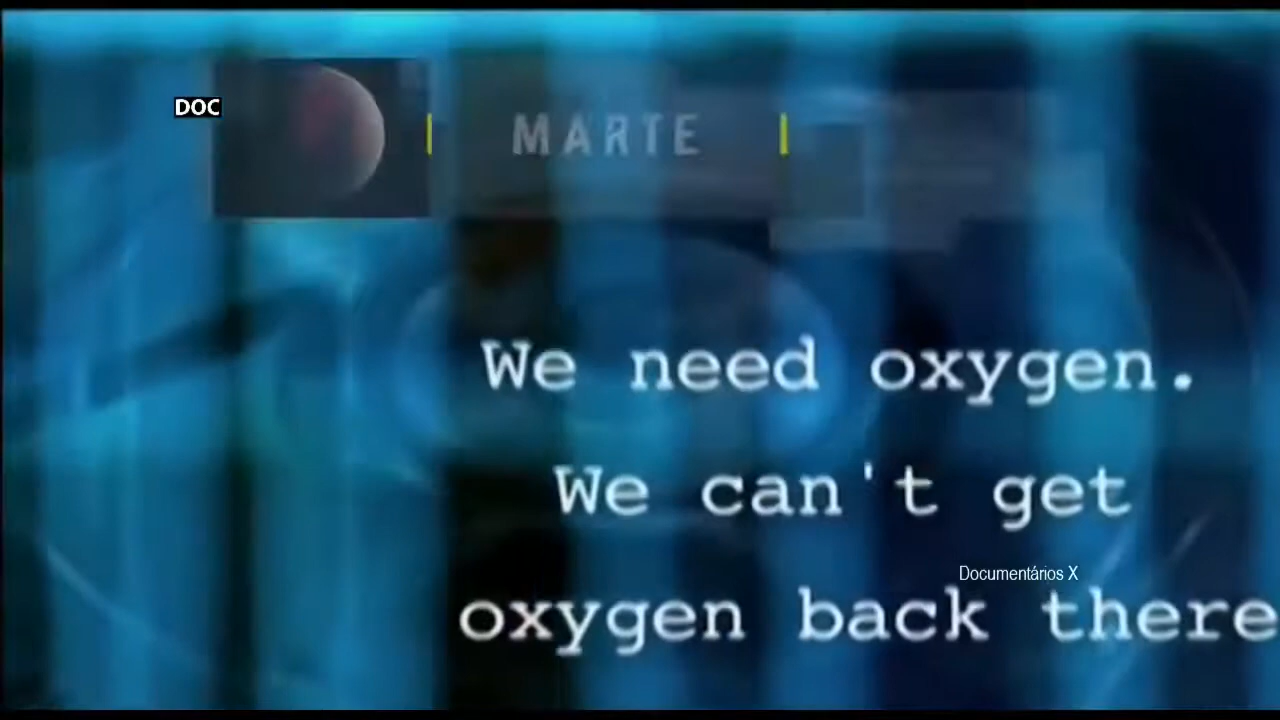 DOC
MARTE
We need oxygen.
We can't get
Documentários X
oxygen back there